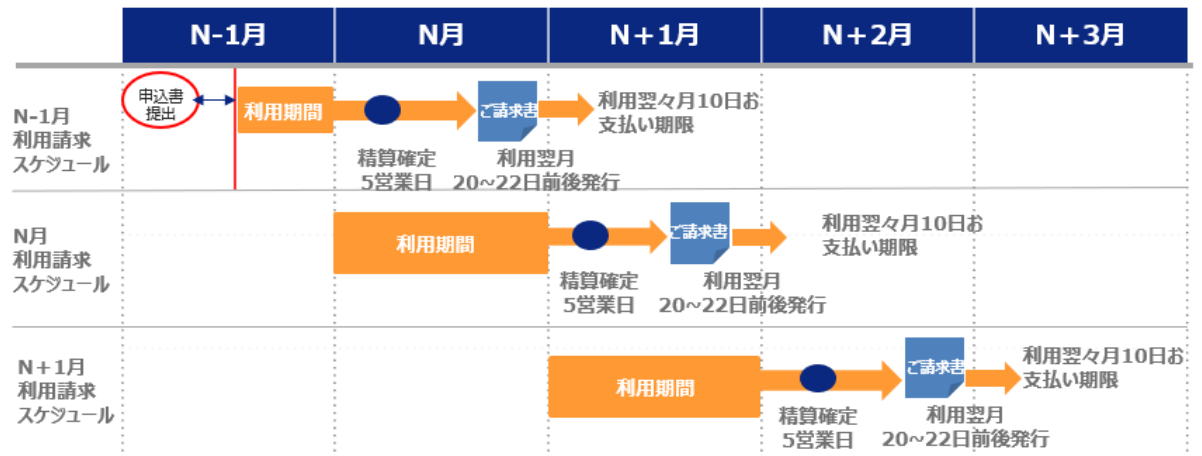 N-1月
N月
N＋1月
N＋2月
N＋3月
N-1月
利用請求
スケジュール
申込書
提出
利用期間
ご請求書
利用翌々月10日お
支払い期限
精算確定
5営業日
利用翌月
20~22日前後発行
N月
利用請求
スケジュール
利用期間
ご請求書
利用翌々月10日お
支払い期限
精算確定
5営業日
利用翌月
20~22日前後発行
N＋1月
利用請求
スケジュール
利用期間
ご請求書
利用翌々月10日お
支払い期限
精算確定
5営業日
利用翌月
20~22日前後発行